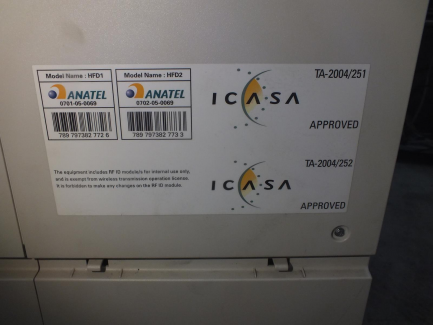 Model Name : HFD1
ANATEL
0701-05-0069
789 797382 772 6
Model Name : HFD2
ANATEL
0702-05-0069
789 797382 773 3
ICASA
TA-2004/251
APPROVED
The equipment includes RF ID module/s for internal use only,
and is exempt from wireless transmission operation license.
It is forbidden to make any changes on the RF ID module.
ICASA
TA-2004/252
APPROVED